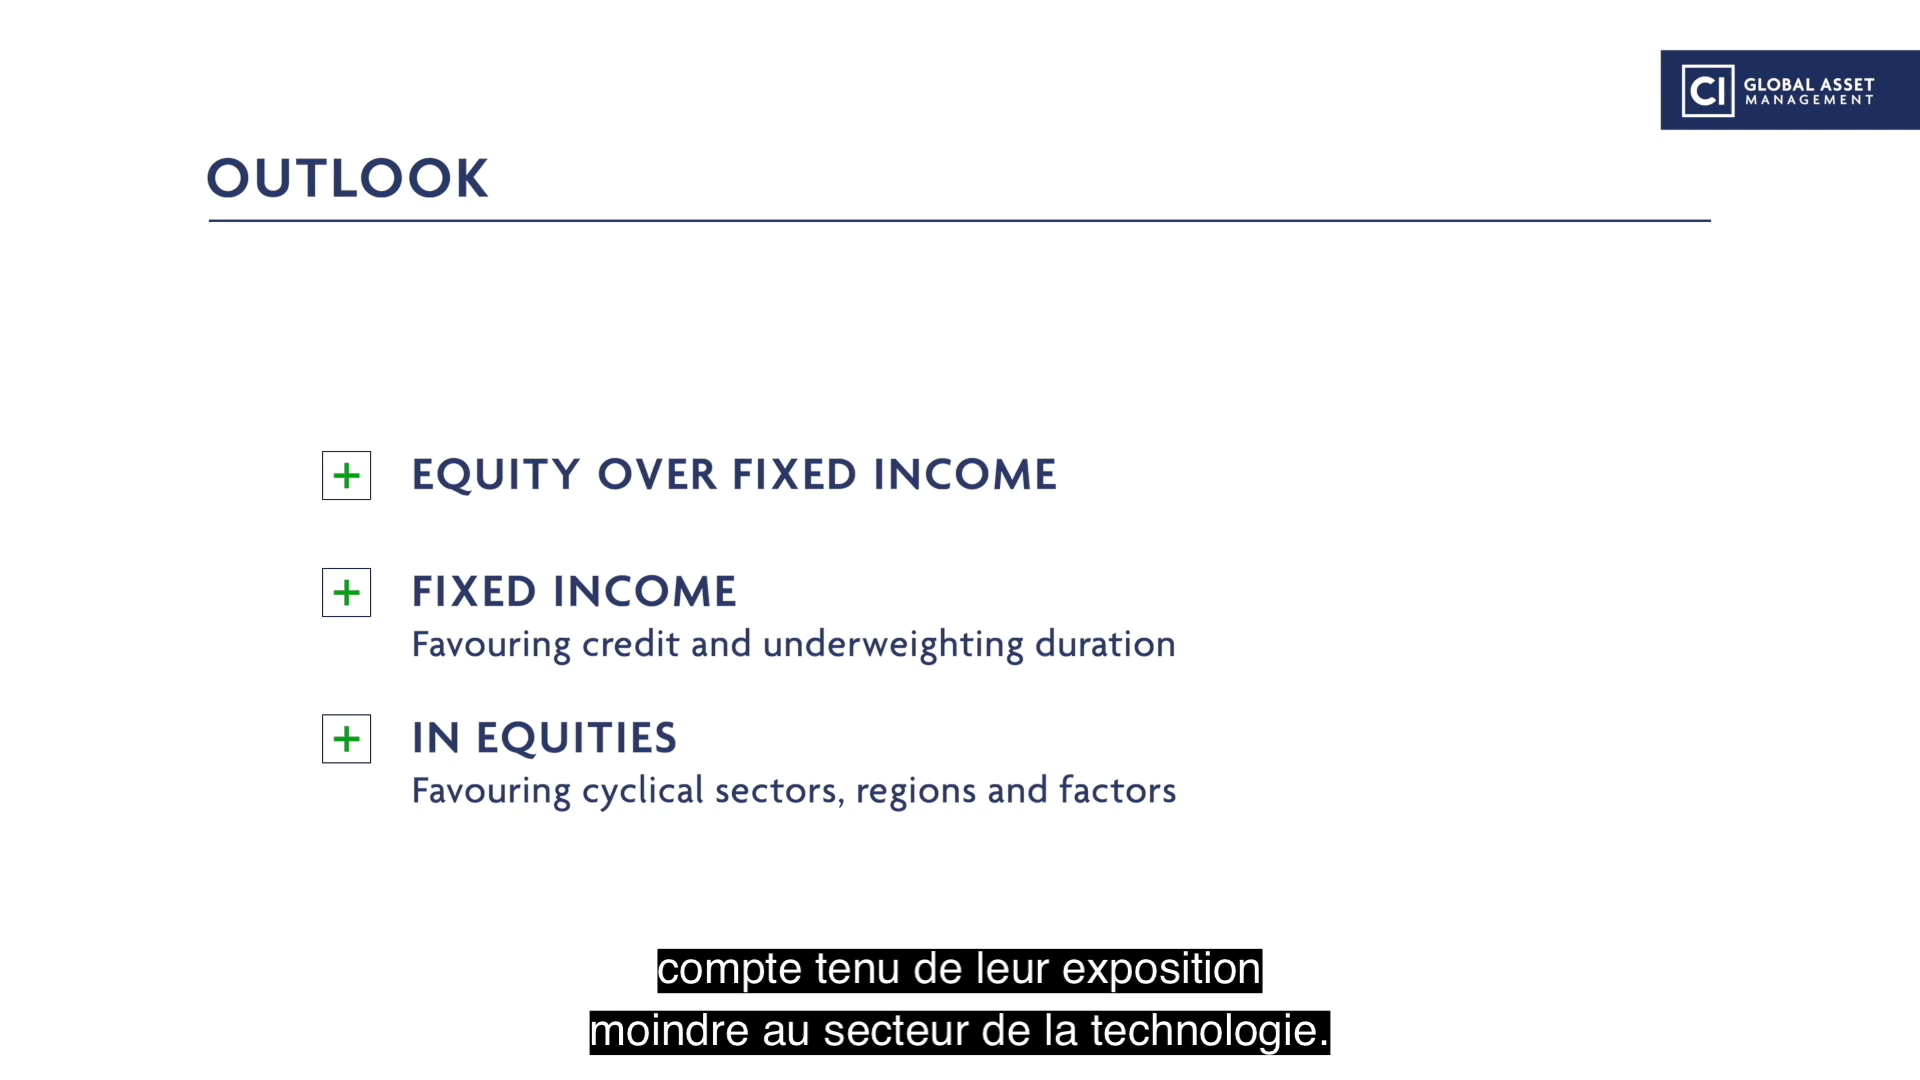 CI GLOBAL ASSET
MANAGEMENT
OUTLOOK
+ EQUITY OVER FIXED INCOME
+ FIXED INCOME
Favouring credit and underweighting duration
+ IN EQUITIES
Favouring cyclical sectors, regions and factors
compte tenu de leur exposition
moindre au secteur de la technologie.